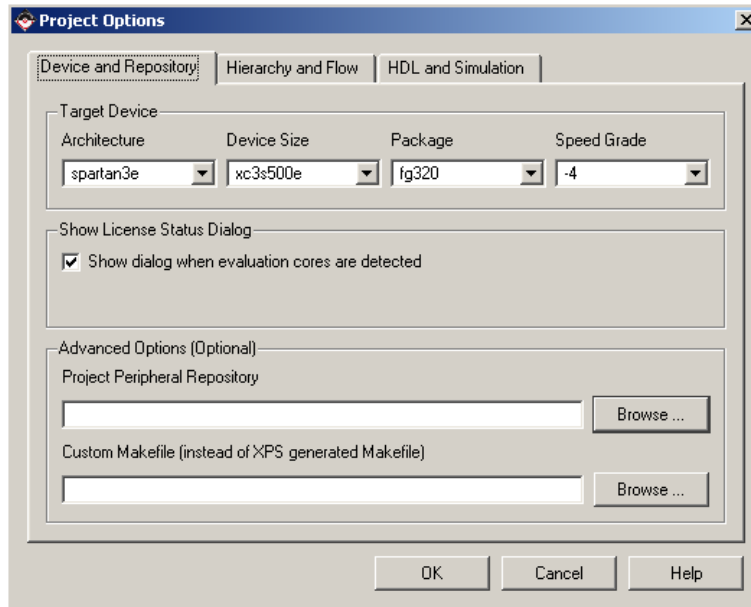 Project Options
Device and Repository Hierarchy and Flow HDL and Simulation
Target Device
Architecture Device Size Package Speed Grade
spartan3e xc3s500e fg320 -4
Show License Status Dialog
Show dialog when evaluation cores are detected
Advanced Options (Optional)
Project Peripheral Repository
Browse ...
Custom Makefile (instead of XPS generated Makefile)
Browse ...
OK Cancel Help